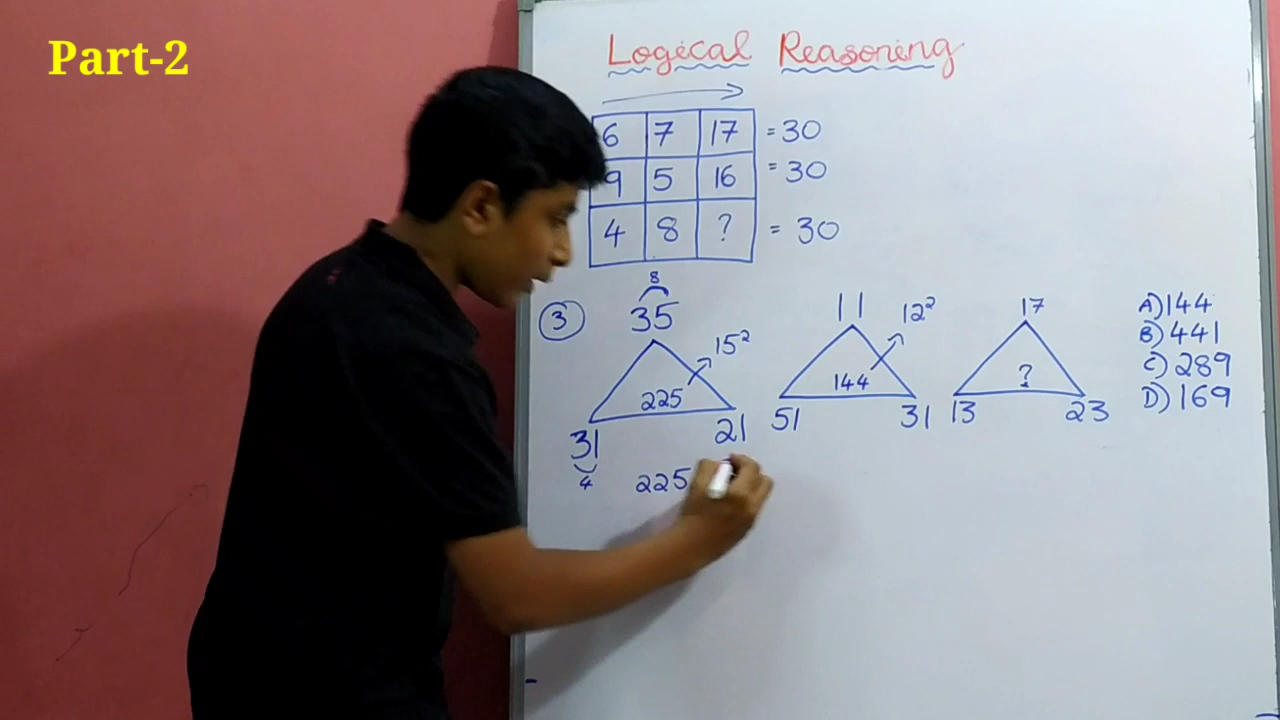 Part-2
Logical Reasoning
6 7 17 = 30
9 5 16 = 30
4 8 ? = 30
8
3 35 11 12² 17 A) 144
15² B) 441
225 144 ? C) 289
31 21 51 31 13 23 D) 169
4 225